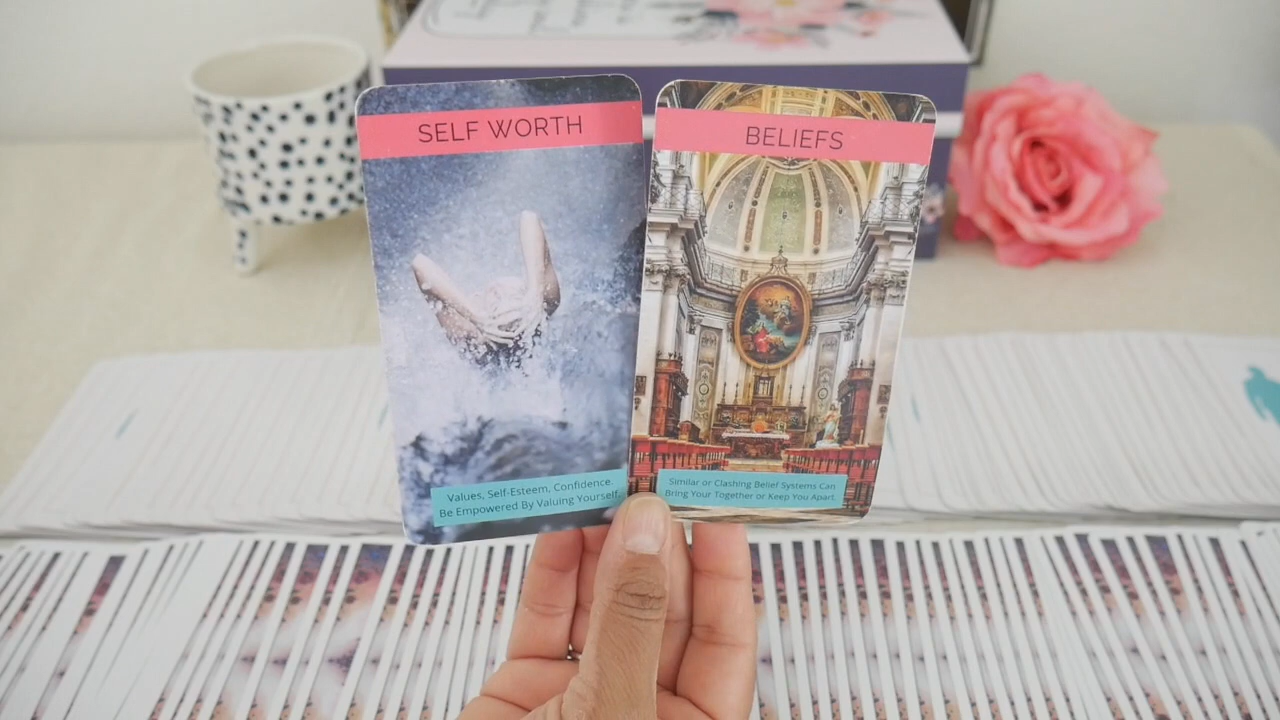 SELF WORTH
Values, Self-Esteem, Confidence.
Be Empowered By Valuing Yourself.
BELIEFS
Similar or Clashing Belief Systems Can
Bring Your Together or Keep You Apart.